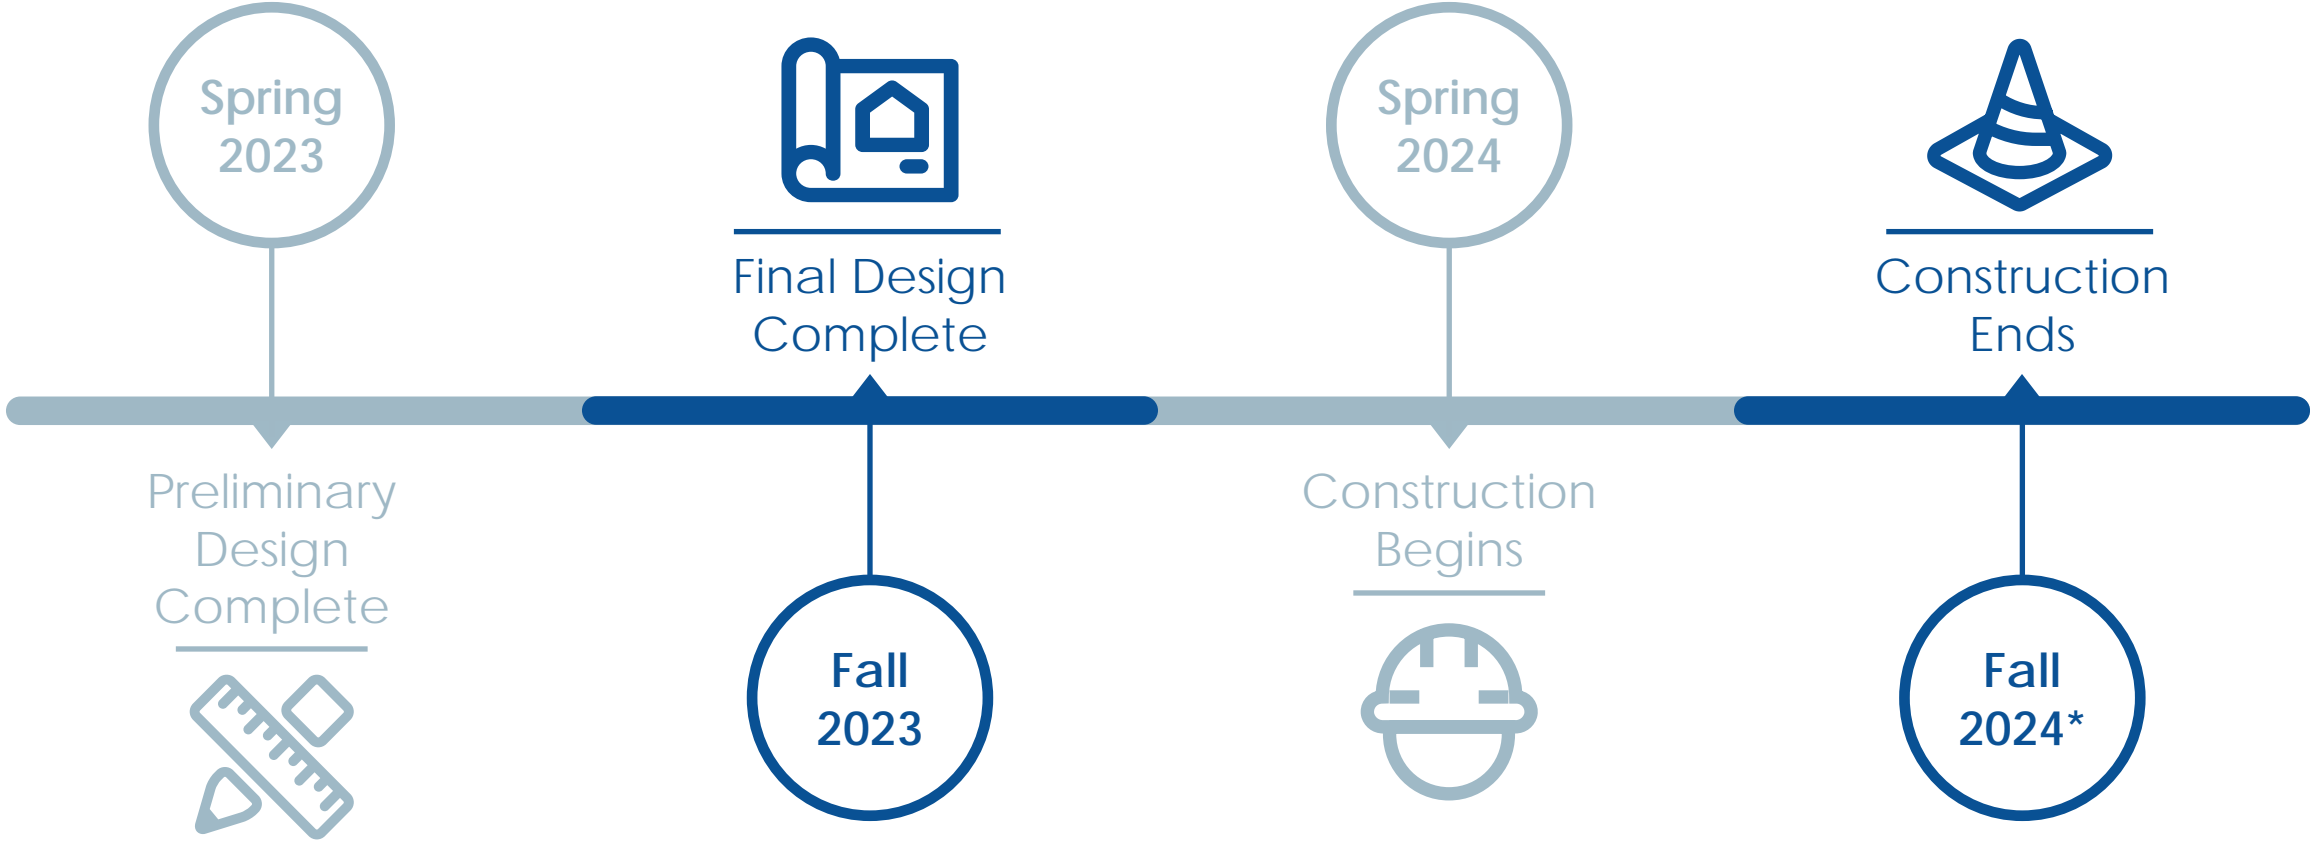 Spring
2023
Preliminary
Design
Complete
Final Design
Complete
Fall
2023
Spring
2024
Construction
Begins
Construction
Ends
Fall
2024*